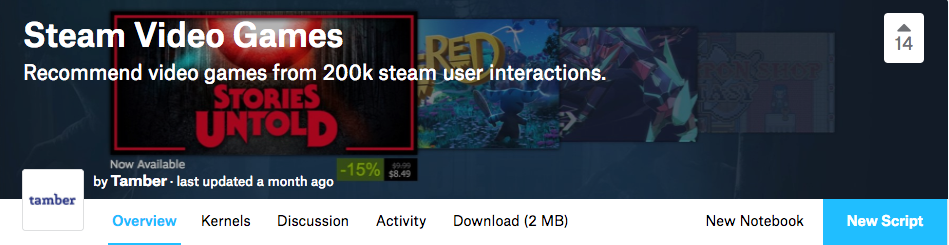 Steam Video Games
14
Recommend video games from 200k steam user interactions.
STORIES
UNTOLD
Now Available
-15%
$9.99
$8.49
tamber
by Tamber · last updated a month ago
Overview
Kernels
Discussion
Activity
Download (2 MB)
New Notebook
New Script